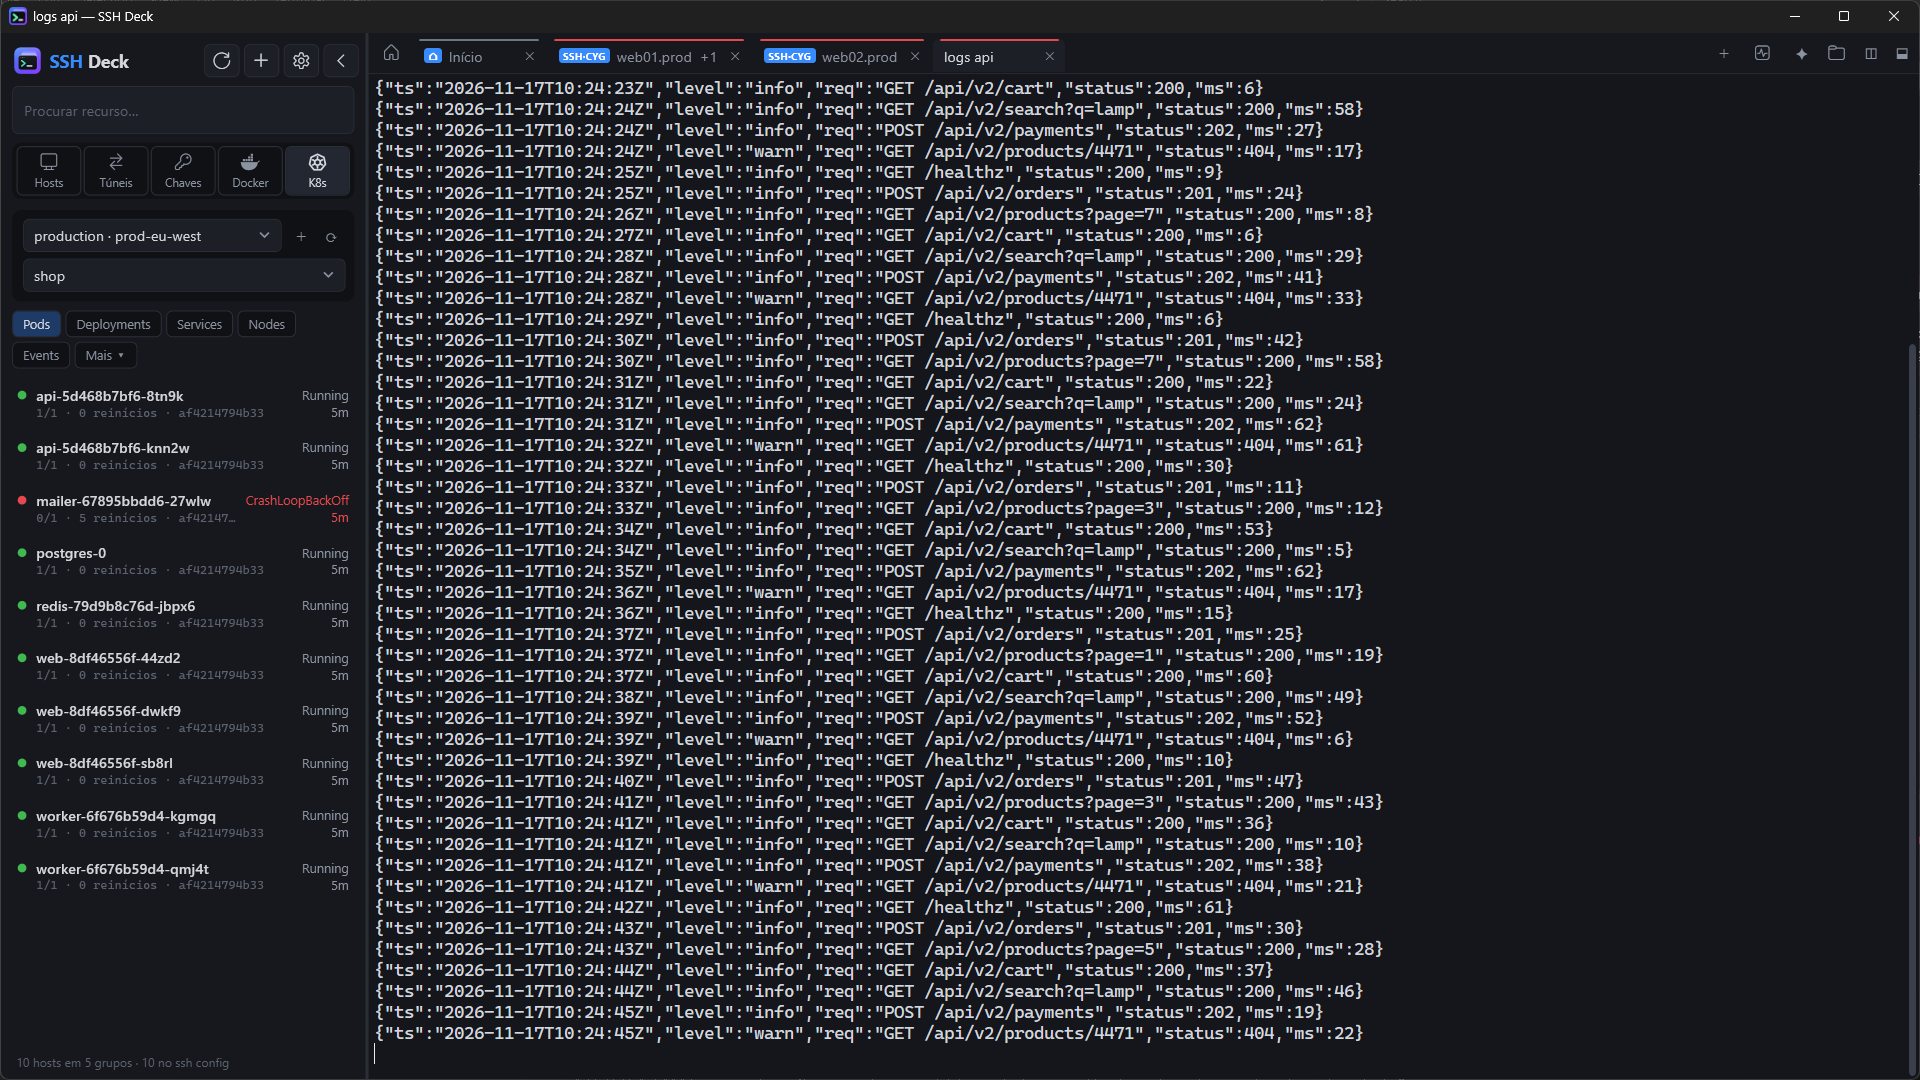 logs api — SSH Deck
SSH Deck
Procurar recurso...
Hosts
Túneis
Chaves
Docker
K8s
production · prod-eu-west
shop
Pods
Deployments
Services
Nodes
Events
Mais
api-5d468b7bf6-8tn9k Running
1/1 · 0 reinícios · af4214794b33 5m
api-5d468b7bf6-knn2w Running
1/1 · 0 reinícios · af4214794b33 5m
mailer-67895bbdd6-27wlw CrashLoopBackOff
0/1 · 5 reinícios · af42147… 5m
postgres-0 Running
1/1 · 0 reinícios · af4214794b33 5m
redis-79d9b8c76d-jbpx6 Running
1/1 · 0 reinícios · af4214794b33 5m
web-8df46556f-44zd2 Running
1/1 · 0 reinícios · af4214794b33 5m
web-8df46556f-dwkf9 Running
1/1 · 0 reinícios · af4214794b33 5m
web-8df46556f-sb8rl Running
1/1 · 0 reinícios · af4214794b33 5m
worker-6f676b59d4-kgmgq Running
1/1 · 0 reinícios · af4214794b33 5m
worker-6f676b59d4-qmj4t Running
1/1 · 0 reinícios · af4214794b33 5m
10 hosts em 5 grupos · 10 no ssh config
Início
SSH-CYG web01.prod +1
SSH-CYG web02.prod
logs api
{"ts":"2026-11-17T10:24:23Z","level":"info","req":"GET /api/v2/cart","status":200,"ms":6}
{"ts":"2026-11-17T10:24:24Z","level":"info","req":"GET /api/v2/search?q=lamp","status":200,"ms":58}
{"ts":"2026-11-17T10:24:24Z","level":"info","req":"POST /api/v2/payments","status":202,"ms":27}
{"ts":"2026-11-17T10:24:24Z","level":"warn","req":"GET /api/v2/products/4471","status":404,"ms":17}
{"ts":"2026-11-17T10:24:25Z","level":"info","req":"GET /healthz","status":200,"ms":9}
{"ts":"2026-11-17T10:24:25Z","level":"info","req":"POST /api/v2/orders","status":201,"ms":24}
{"ts":"2026-11-17T10:24:26Z","level":"info","req":"GET /api/v2/products?page=7","status":200,"ms":8}
{"ts":"2026-11-17T10:24:27Z","level":"info","req":"GET /api/v2/cart","status":200,"ms":6}
{"ts":"2026-11-17T10:24:28Z","level":"info","req":"GET /api/v2/search?q=lamp","status":200,"ms":29}
{"ts":"2026-11-17T10:24:28Z","level":"info","req":"POST /api/v2/payments","status":202,"ms":41}
{"ts":"2026-11-17T10:24:28Z","level":"warn","req":"GET /api/v2/products/4471","status":404,"ms":33}
{"ts":"2026-11-17T10:24:29Z","level":"info","req":"GET /healthz","status":200,"ms":6}
{"ts":"2026-11-17T10:24:30Z","level":"info","req":"POST /api/v2/orders","status":201,"ms":42}
{"ts":"2026-11-17T10:24:30Z","level":"info","req":"GET /api/v2/products?page=7","status":200,"ms":58}
{"ts":"2026-11-17T10:24:31Z","level":"info","req":"GET /api/v2/cart","status":200,"ms":22}
{"ts":"2026-11-17T10:24:31Z","level":"info","req":"GET /api/v2/search?q=lamp","status":200,"ms":24}
{"ts":"2026-11-17T10:24:31Z","level":"info","req":"POST /api/v2/payments","status":202,"ms":62}
{"ts":"2026-11-17T10:24:32Z","level":"warn","req":"GET /api/v2/products/4471","status":404,"ms":61}
{"ts":"2026-11-17T10:24:32Z","level":"info","req":"GET /healthz","status":200,"ms":30}
{"ts":"2026-11-17T10:24:33Z","level":"info","req":"POST /api/v2/orders","status":201,"ms":11}
{"ts":"2026-11-17T10:24:33Z","level":"info","req":"GET /api/v2/products?page=3","status":200,"ms":12}
{"ts":"2026-11-17T10:24:34Z","level":"info","req":"GET /api/v2/cart","status":200,"ms":53}
{"ts":"2026-11-17T10:24:34Z","level":"info","req":"GET /api/v2/search?q=lamp","status":200,"ms":5}
{"ts":"2026-11-17T10:24:35Z","level":"info","req":"POST /api/v2/payments","status":202,"ms":62}
{"ts":"2026-11-17T10:24:36Z","level":"warn","req":"GET /api/v2/products/4471","status":404,"ms":17}
{"ts":"2026-11-17T10:24:36Z","level":"info","req":"GET /healthz","status":200,"ms":15}
{"ts":"2026-11-17T10:24:37Z","level":"info","req":"POST /api/v2/orders","status":201,"ms":25}
{"ts":"2026-11-17T10:24:37Z","level":"info","req":"GET /api/v2/products?page=1","status":200,"ms":19}
{"ts":"2026-11-17T10:24:37Z","level":"info","req":"GET /api/v2/cart","status":200,"ms":60}
{"ts":"2026-11-17T10:24:38Z","level":"info","req":"GET /api/v2/search?q=lamp","status":200,"ms":49}
{"ts":"2026-11-17T10:24:39Z","level":"info","req":"POST /api/v2/payments","status":202,"ms":52}
{"ts":"2026-11-17T10:24:39Z","level":"warn","req":"GET /api/v2/products/4471","status":404,"ms":6}
{"ts":"2026-11-17T10:24:39Z","level":"info","req":"GET /healthz","status":200,"ms":10}
{"ts":"2026-11-17T10:24:40Z","level":"info","req":"POST /api/v2/orders","status":201,"ms":47}
{"ts":"2026-11-17T10:24:41Z","level":"info","req":"GET /api/v2/products?page=3","status":200,"ms":43}
{"ts":"2026-11-17T10:24:41Z","level":"info","req":"GET /api/v2/cart","status":200,"ms":36}
{"ts":"2026-11-17T10:24:41Z","level":"info","req":"GET /api/v2/search?q=lamp","status":200,"ms":10}
{"ts":"2026-11-17T10:24:41Z","level":"info","req":"POST /api/v2/payments","status":202,"ms":38}
{"ts":"2026-11-17T10:24:41Z","level":"warn","req":"GET /api/v2/products/4471","status":404,"ms":21}
{"ts":"2026-11-17T10:24:42Z","level":"info","req":"GET /healthz","status":200,"ms":61}
{"ts":"2026-11-17T10:24:43Z","level":"info","req":"POST /api/v2/orders","status":201,"ms":30}
{"ts":"2026-11-17T10:24:43Z","level":"info","req":"GET /api/v2/products?page=5","status":200,"ms":28}
{"ts":"2026-11-17T10:24:44Z","level":"info","req":"GET /api/v2/cart","status":200,"ms":37}
{"ts":"2026-11-17T10:24:44Z","level":"info","req":"GET /api/v2/search?q=lamp","status":200,"ms":46}
{"ts":"2026-11-17T10:24:45Z","level":"info","req":"POST /api/v2/payments","status":202,"ms":19}
{"ts":"2026-11-17T10:24:45Z","level":"warn","req":"GET /api/v2/products/4471","status":404,"ms":22}